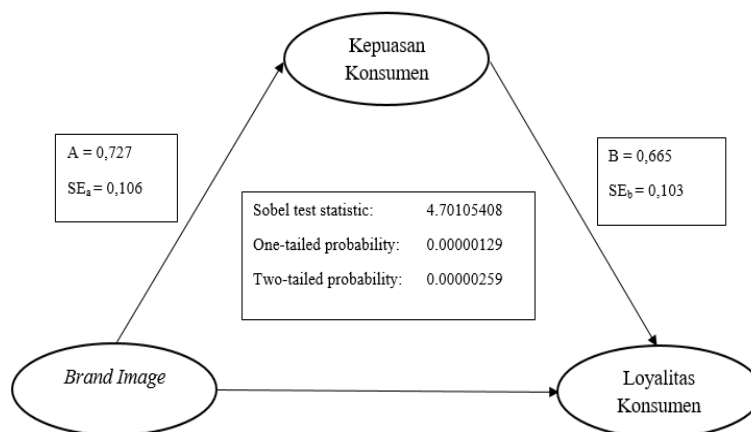 Kepuasan
Konsumen
A = 0,727
SEa = 0,106
B = 0,665
SEb = 0,103
Sobel test statistic: 4.70105408
One-tailed probability: 0.00000129
Two-tailed probability: 0.00000259
Brand Image
Loyalitas
Konsumen